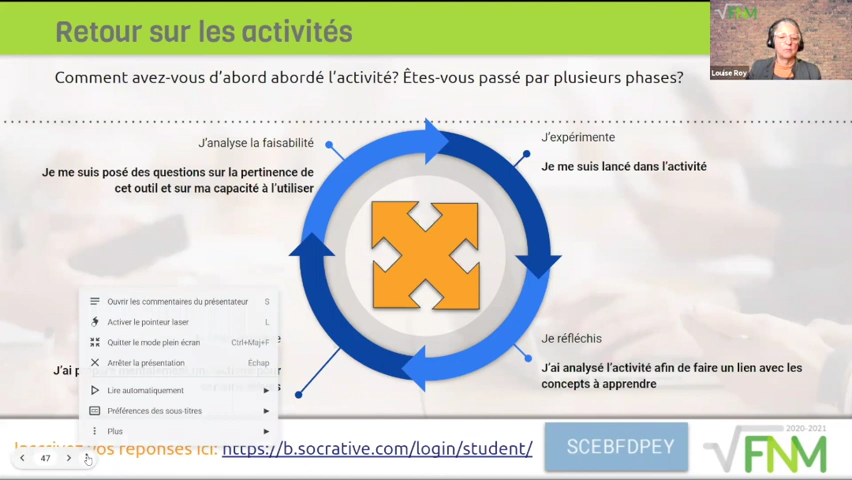 Retour sur les activités
√FNM
Louise Roy
Comment avez-vous d'abord abordé l'activité? Êtes-vous passé par plusieurs phases?
J'analyse la faisabilité
Je me suis posé des questions sur la pertinence de
cet outil et sur ma capacité à l'utiliser
J'expérimente
Je me suis lancé dans l'activité
Ouvrir les commentaires du présentateur S
Activer le pointeur laser L
Quitter le mode plein écran Ctrl+Maj+F
Arrêter la présentation Échap
Lire automatiquement
Préférences des sous-titres
Plus
J'ai
Je réfléchis
J'ai analysé l'activité afin de faire un lien avec les
concepts à apprendre
vos réponses ici: https://b.socrative.com/login/student/
SCEBFDPEY
2020-2021
√FNM
47